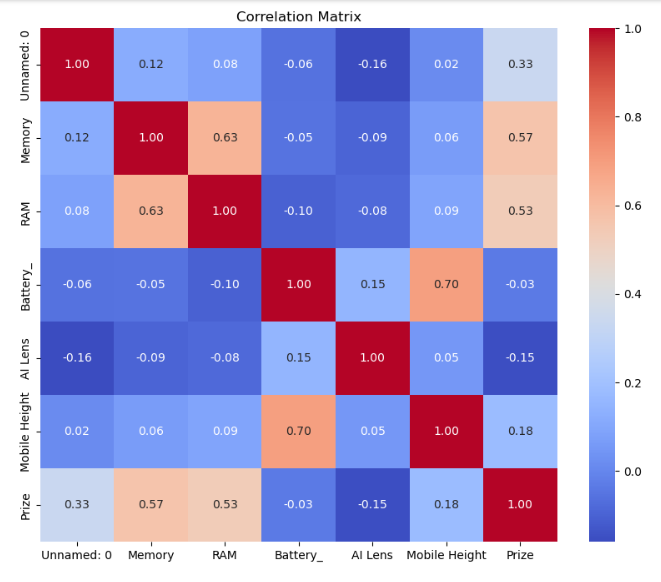 Correlation Matrix
Unnamed: 0 1.00 0.12 0.08 -0.06 -0.16 0.02 0.33
Memory 0.12 1.00 0.63 -0.05 -0.09 0.06 0.57
RAM 0.08 0.63 1.00 -0.10 -0.08 0.09 0.53
Battery_ -0.06 -0.05 -0.10 1.00 0.15 0.70 -0.03
AI Lens -0.16 -0.09 -0.08 0.15 1.00 0.05 -0.15
Mobile Height 0.02 0.06 0.09 0.70 0.05 1.00 0.18
Prize 0.33 0.57 0.53 -0.03 -0.15 0.18 1.00
Unnamed: 0 Memory RAM Battery_ AI Lens Mobile Height Prize
1.0
0.8
0.6
0.4
0.2
0.0